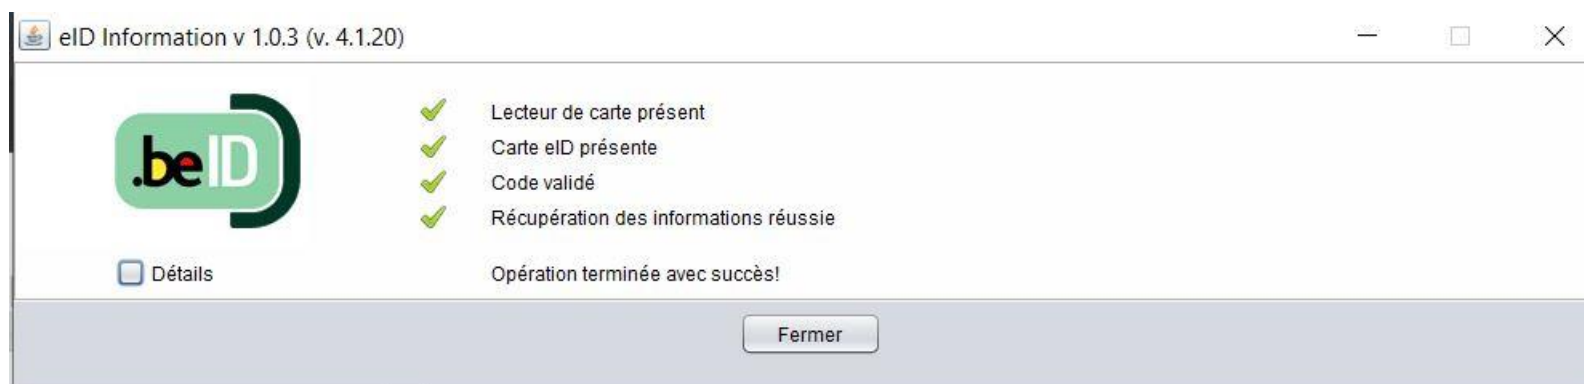 eID Information v 1.0.3 (v. 4.1.20)
.beID
Lecteur de carte présent
Carte eID présente
Code validé
Récupération des informations réussie
Détails
Opération terminée avec succès!
Fermer